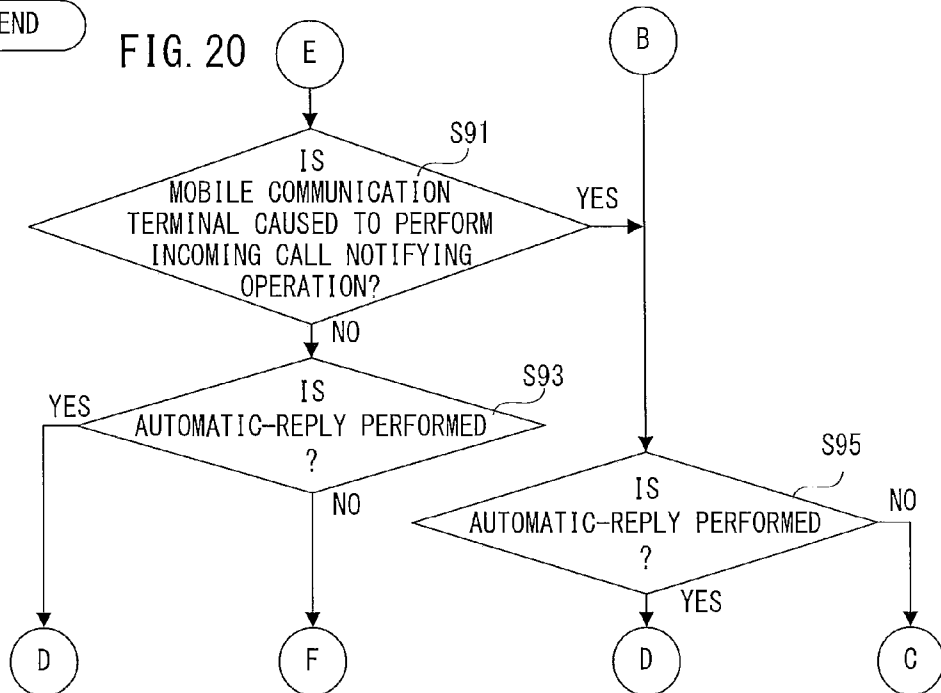 END
FIG. 20
E
B
S91
IS
MOBILE COMMUNICATION
TERMINAL CAUSED TO PERFORM
INCOMING CALL NOTIFYING
OPERATION?
YES
NO
S93
IS
AUTOMATIC-REPLY PERFORMED
?
YES
NO
S95
IS
AUTOMATIC-REPLY PERFORMED
?
NO
YES
D
F
D
C